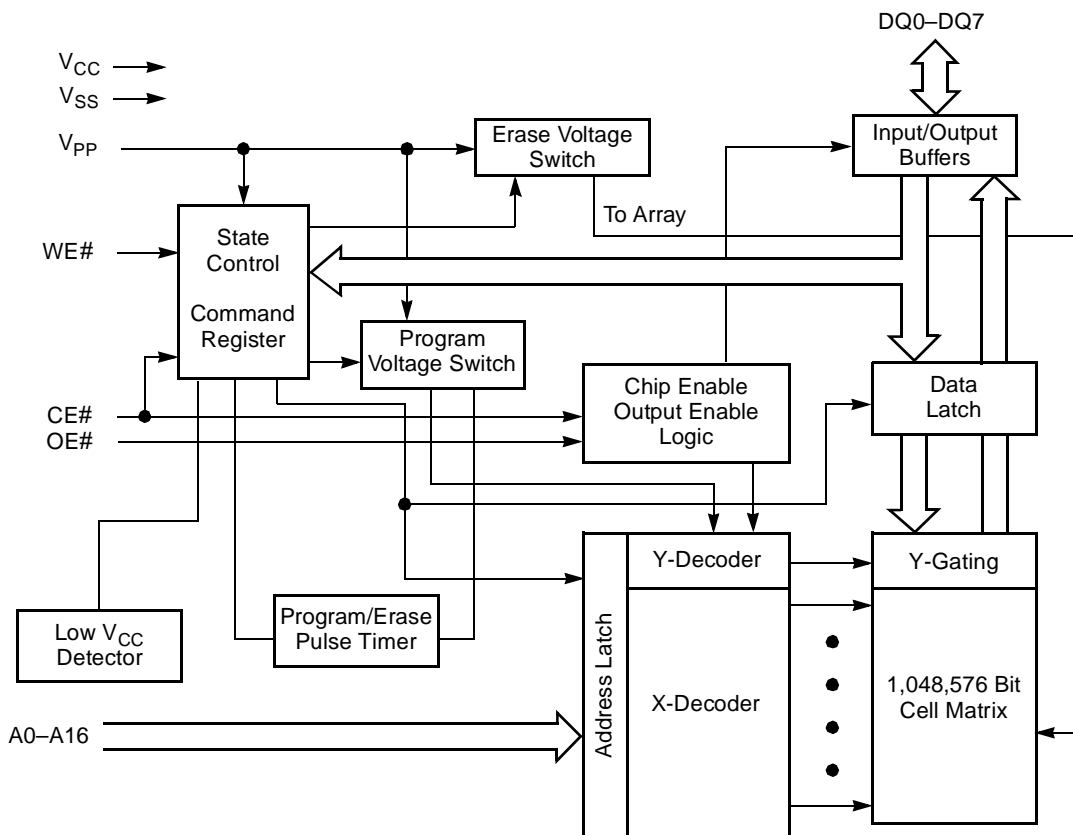 DQ0–DQ7
VCC
VSS
VPP
Erase Voltage
Switch
Input/Output
Buffers
To Array
WE#
State
Control
Command
Register
Program
Voltage Switch
CE#
OE#
Chip Enable
Output Enable
Logic
Data
Latch
Y-Decoder
Y-Gating
Program/Erase
Pulse Timer
Low VCC
Detector
Address Latch
X-Decoder
1,048,576 Bit
Cell Matrix
A0–A16